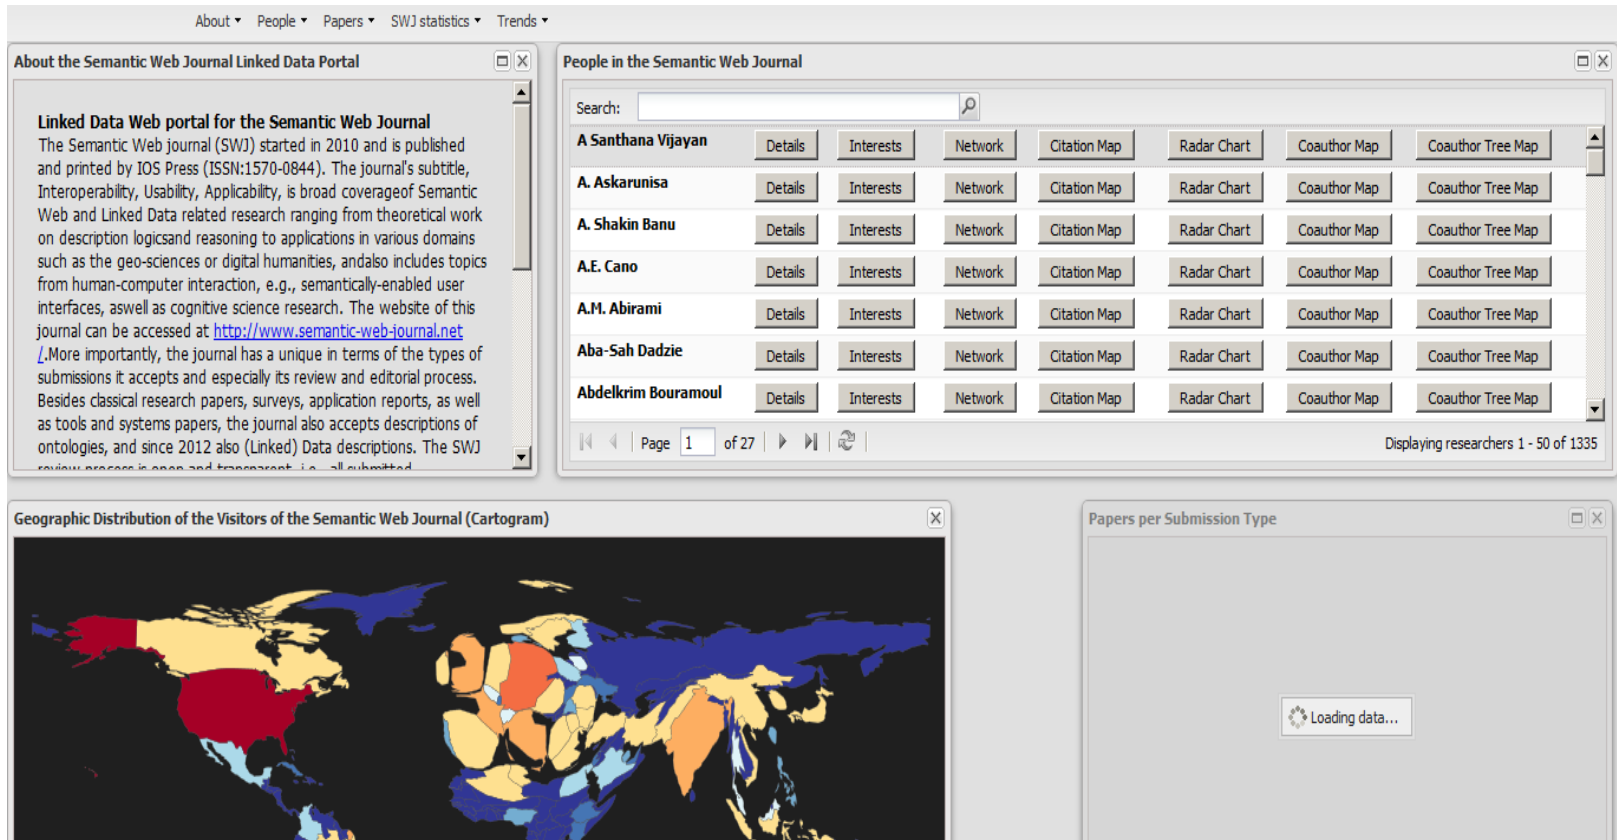 About People Papers SWJ statistics Trends
About the Semantic Web Journal Linked Data Portal
Linked Data Web portal for the Semantic Web Journal
The Semantic Web journal (SWJ) started in 2010 and is published
and printed by IOS Press (ISSN:1570-0844). The journal's subtitle,
Interoperability, Usability, Applicability, is broad coverageof Semantic
Web and Linked Data related research ranging from theoretical work
on description logicsand reasoning to applications in various domains
such as the geo-sciences or digital humanities, andalso includes topics
from human-computer interaction, e.g., semantically-enabled user
interfaces, aswell as cognitive science research. The website of this
journal can be accessed at http://www.semantic-web-journal.net
/.More importantly, the journal has a unique in terms of the types of
submissions it accepts and especially its review and editorial process.
Besides classical research papers, surveys, application reports, as well
as tools and systems papers, the journal also accepts descriptions of
ontologies, and since 2012 also (Linked) Data descriptions. The SWJ
review process is open and transparent, i.e., all submitted
People in the Semantic Web Journal
Search:
A Santhana Vijayan Details Interests Network Citation Map Radar Chart Coauthor Map Coauthor Tree Map
A. Askarunisa Details Interests Network Citation Map Radar Chart Coauthor Map Coauthor Tree Map
A. Shakin Banu Details Interests Network Citation Map Radar Chart Coauthor Map Coauthor Tree Map
A.E. Cano Details Interests Network Citation Map Radar Chart Coauthor Map Coauthor Tree Map
A.M. Abirami Details Interests Network Citation Map Radar Chart Coauthor Map Coauthor Tree Map
Aba-Sah Dadzie Details Interests Network Citation Map Radar Chart Coauthor Map Coauthor Tree Map
Abdelkrim Bouramoul Details Interests Network Citation Map Radar Chart Coauthor Map Coauthor Tree Map
Page 1 of 27 Displaying researchers 1 - 50 of 1335
Geographic Distribution of the Visitors of the Semantic Web Journal (Cartogram)
Papers per Submission Type
Loading data...